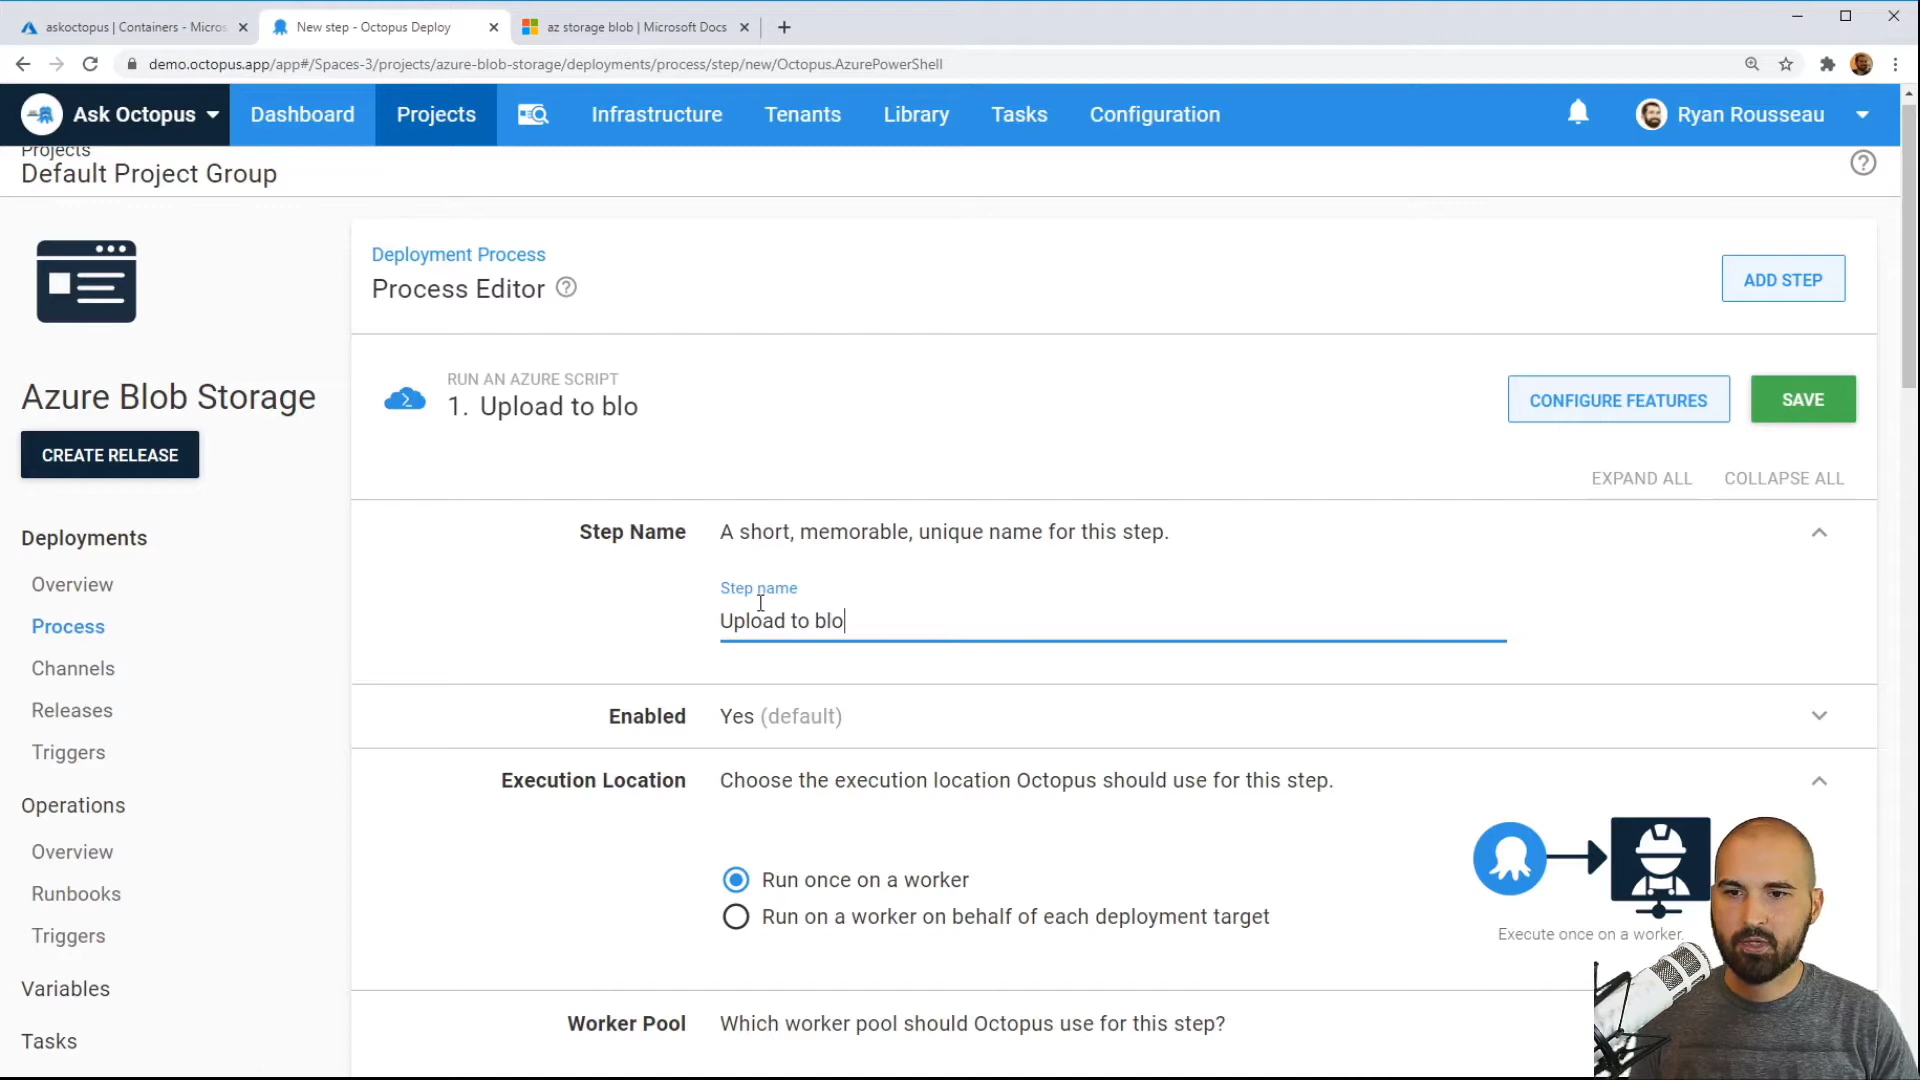 askoctopus | Containers - Micros
New step - Octopus Deploy
az storage blob | Microsoft Docs
demo.octopus.app/app#/Spaces-3/projects/azure-blob-storage/deployments/process/step/new/Octopus.AzurePowerShell
Ask Octopus
Dashboard
Projects
Infrastructure
Tenants
Library
Tasks
Configuration
Ryan Rousseau
Projects
Default Project Group
Azure Blob Storage
CREATE RELEASE
Deployments
Overview
Process
Channels
Releases
Triggers
Operations
Overview
Runbooks
Triggers
Variables
Tasks
Deployment Process
Process Editor
ADD STEP
RUN AN AZURE SCRIPT
1. Upload to blo
CONFIGURE FEATURES
SAVE
EXPAND ALL
COLLAPSE ALL
Step Name
A short, memorable, unique name for this step.
Step name
Upload to blo
Enabled
Yes (default)
Execution Location
Choose the execution location Octopus should use for this step.
Run once on a worker
Run on a worker on behalf of each deployment target
Execute once on a worker.
Worker Pool
Which worker pool should Octopus use for this step?